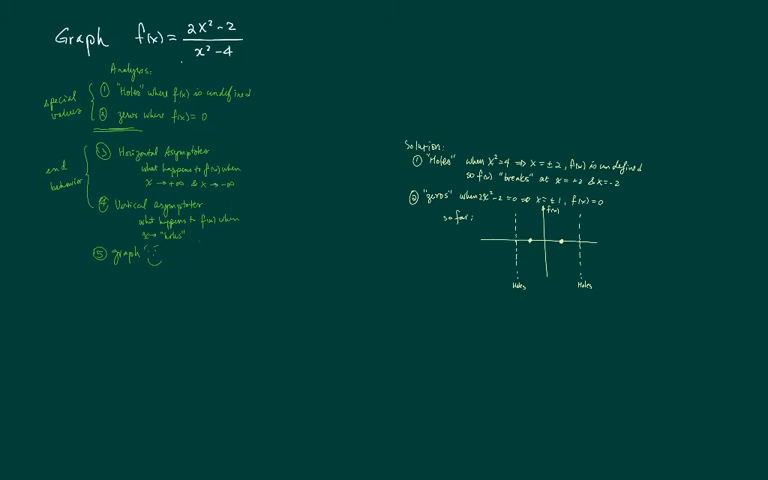 Graph f(x) = 2x² - 2 / x² - 4
Analysis:
special values
① "Holes" where f(x) is undefined
② zeros where f(x) = 0
end behavior
③ Horizontal Asymptotes
what happens to f(x) when
x → +∞ & x → -∞
④ Vertical asymptotes
what happens to f(x) when
x → "holes"
⑤ graph
Solution:
① "Holes" when x² = 4 ⇒ x = ± 2, f(x) is undefined
so f(x) "breaks" at x = +2 & x = -2
② "zeros" when 2x² - 2 = 0 ⇒ x = ± 1, f(x) = 0
so far:
f(x)
Holes
Holes